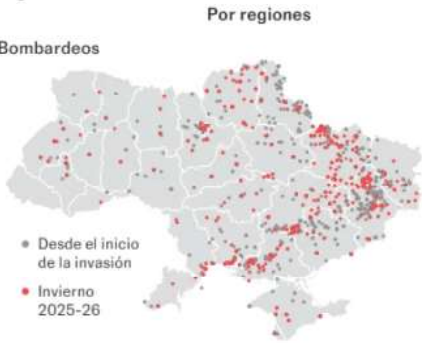 Por regiones
Bombardeos
Desde el inicio
de la invasión
Invierno
2025-26